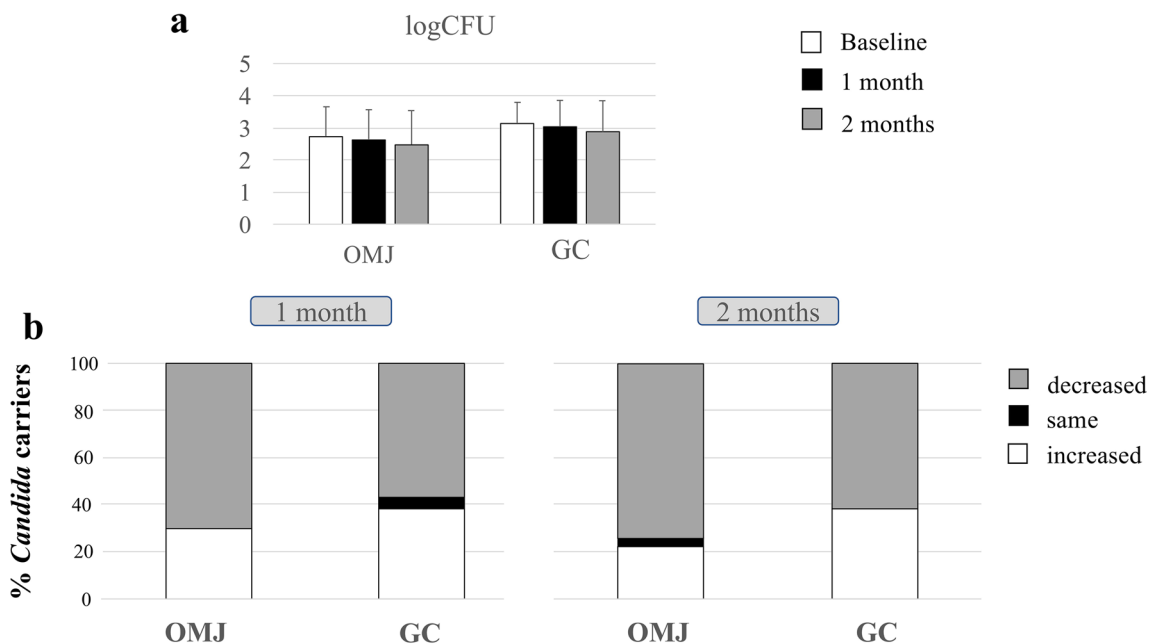 a
logCFU
5
4
3
2
1
0
OMJ
GC
Baseline
1 month
2 months
b
1 month
2 months
% Candida carriers
100
80
60
40
20
0
OMJ
GC
OMJ
GC
decreased
same
increased